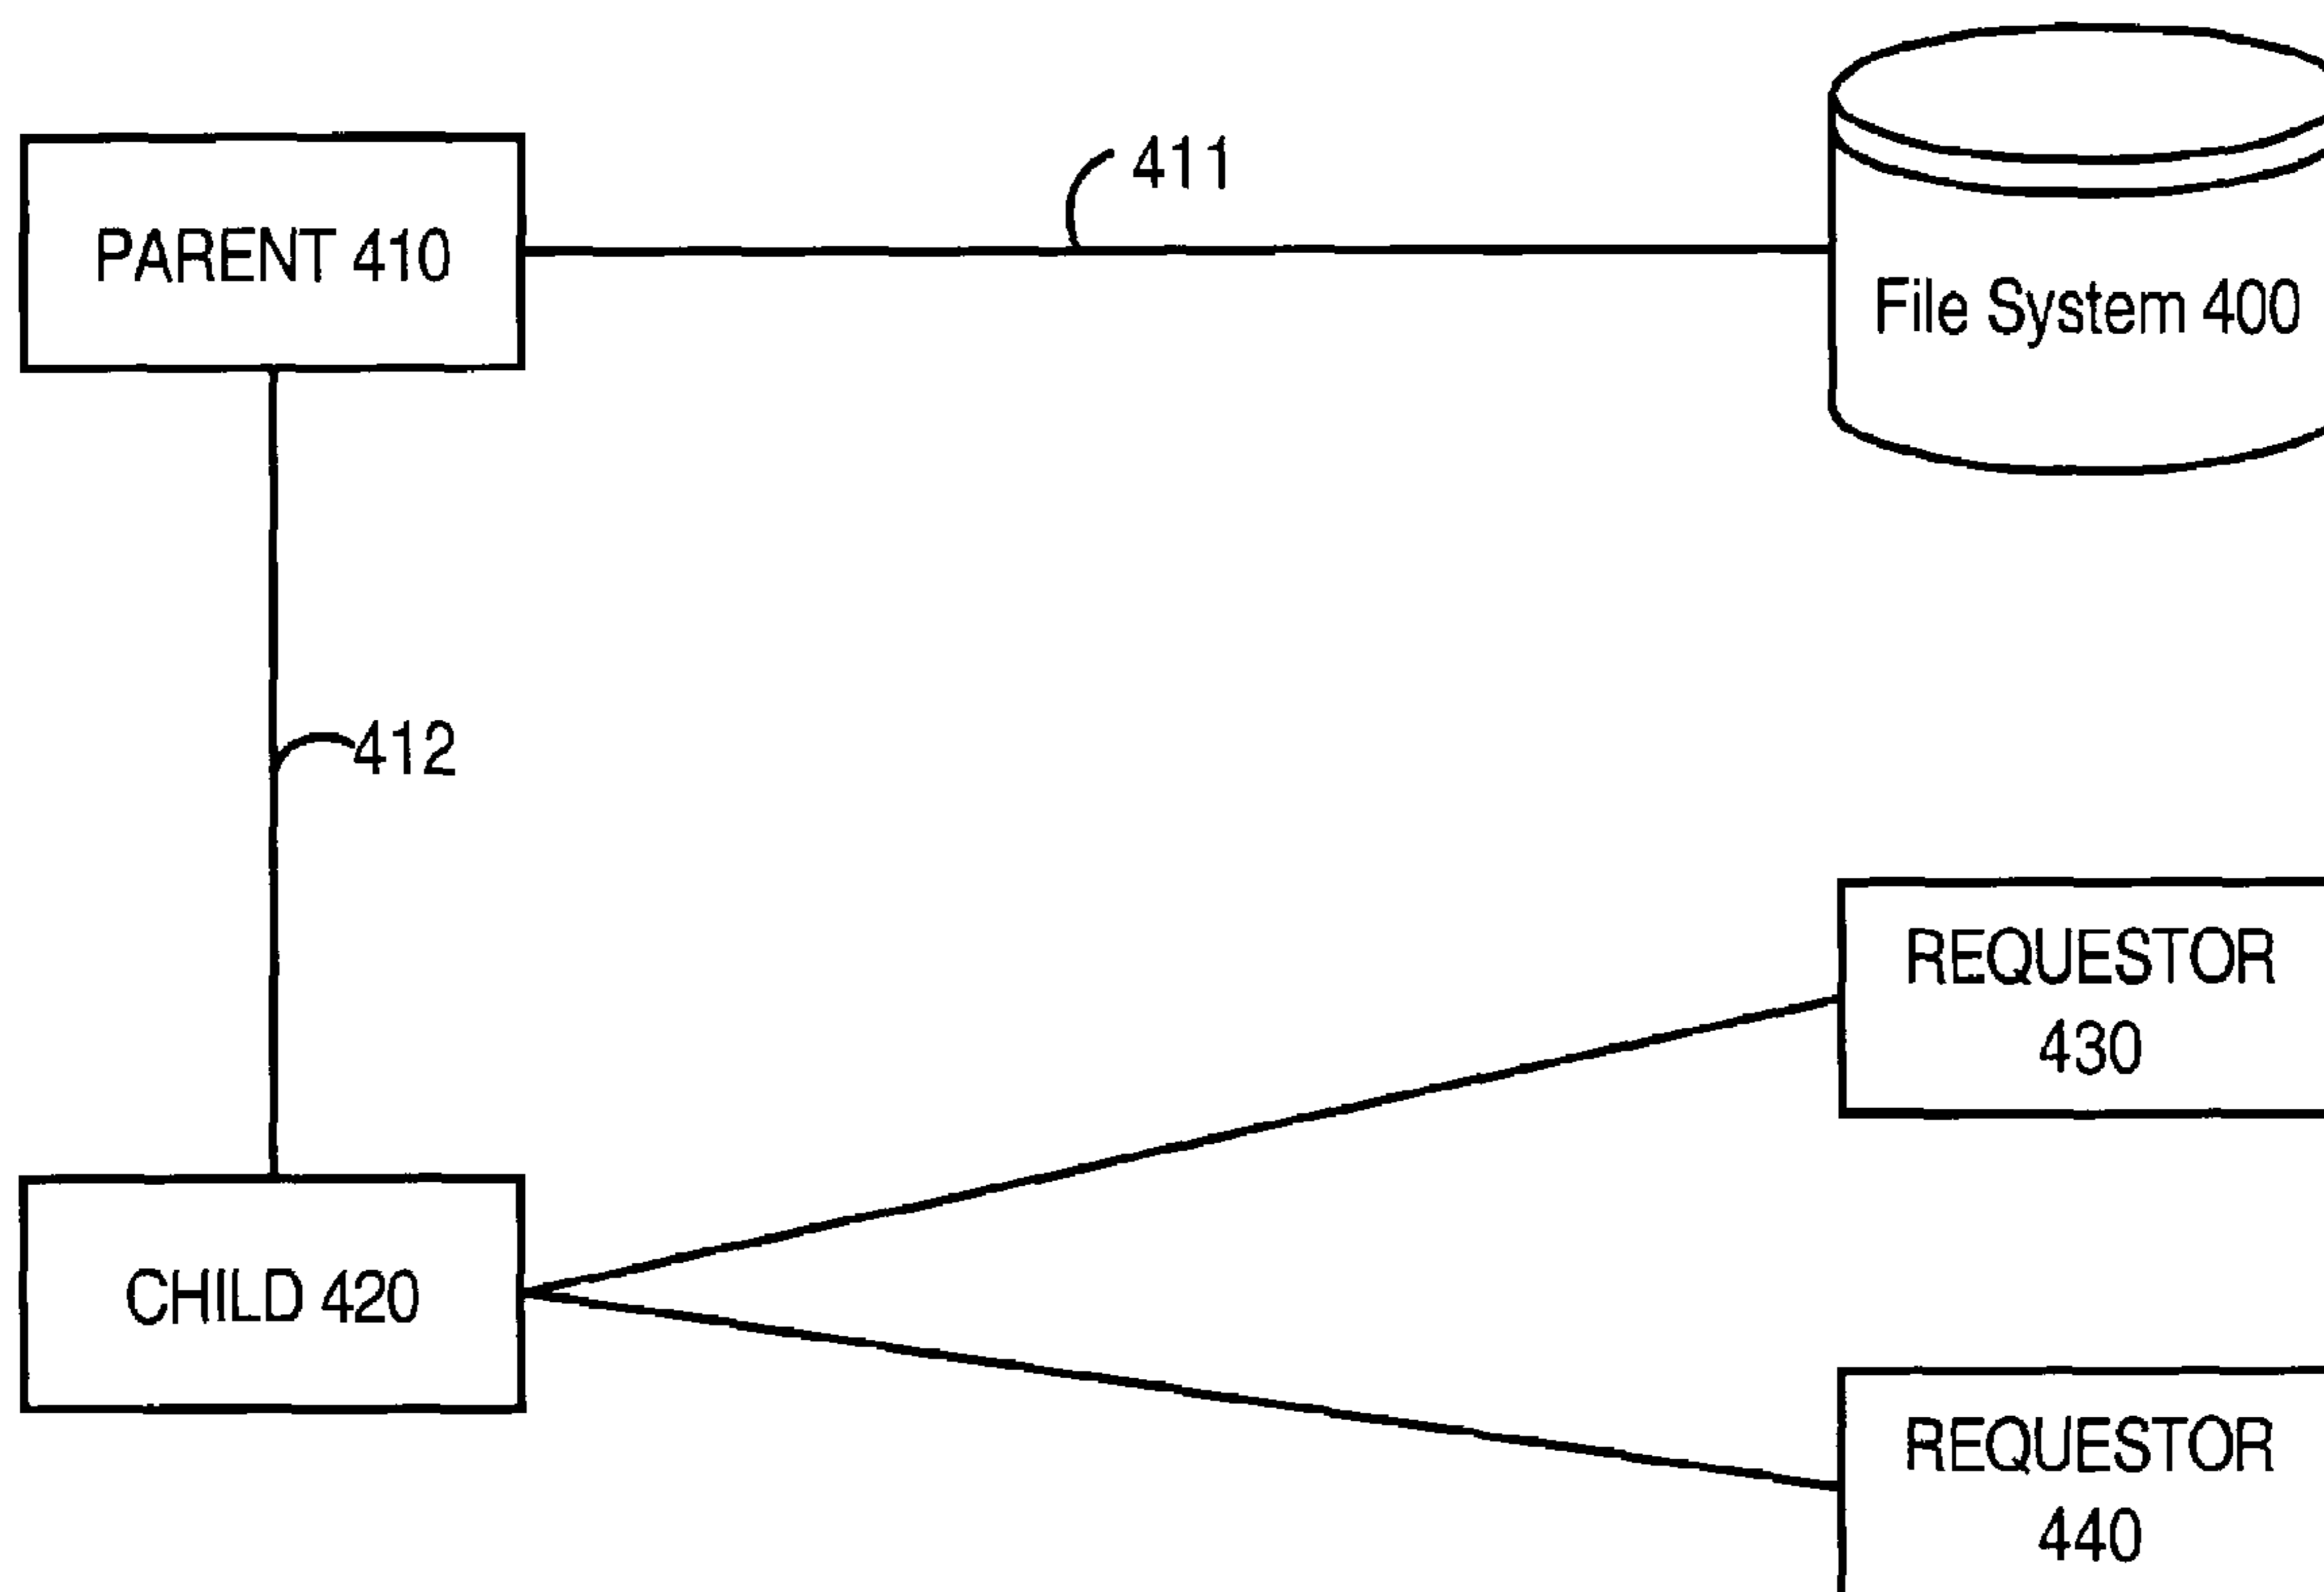 411
PARENT 410
File System 400
412
REQUESTOR
430
CHILD 420
REQUESTOR
440